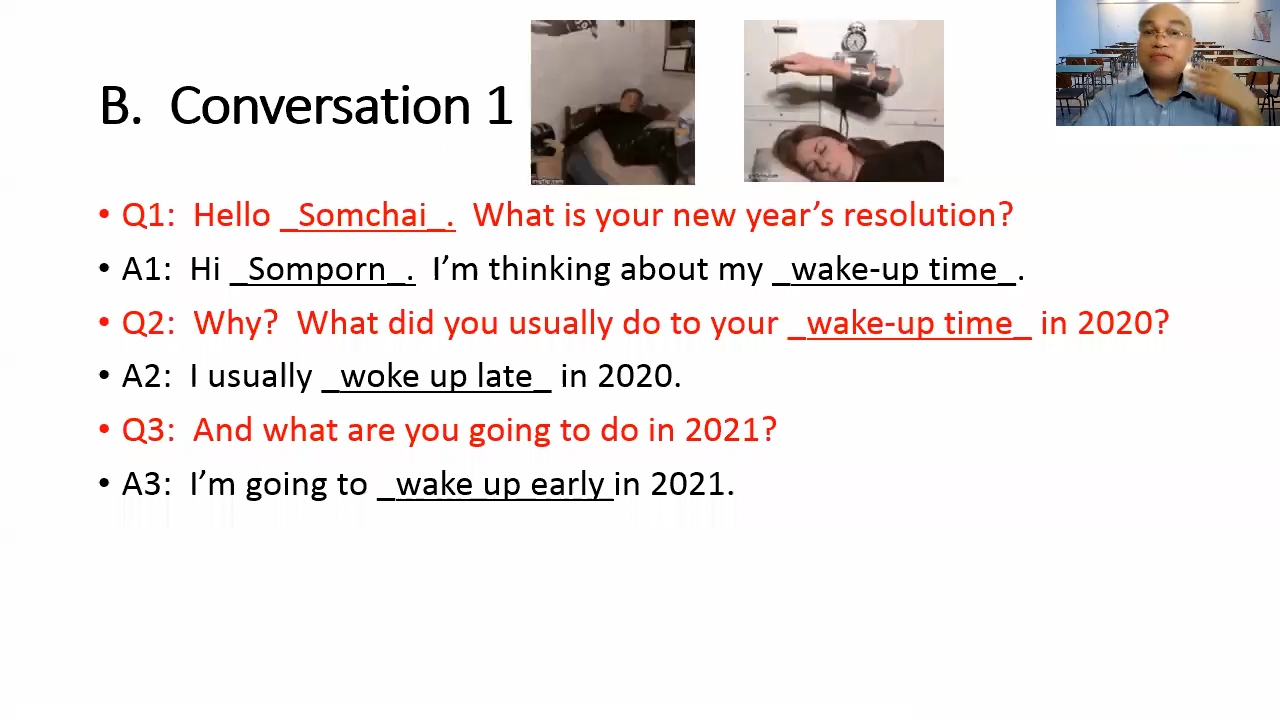 B. Conversation 1
• Q1: Hello _Somchai_. What is your new year’s resolution?
• A1: Hi _Somporn_. I’m thinking about my _wake-up time_.
• Q2: Why? What did you usually do to your _wake-up time_ in 2020?
• A2: I usually _woke up late_ in 2020.
• Q3: And what are you going to do in 2021?
• A3: I’m going to _wake up early in 2021.